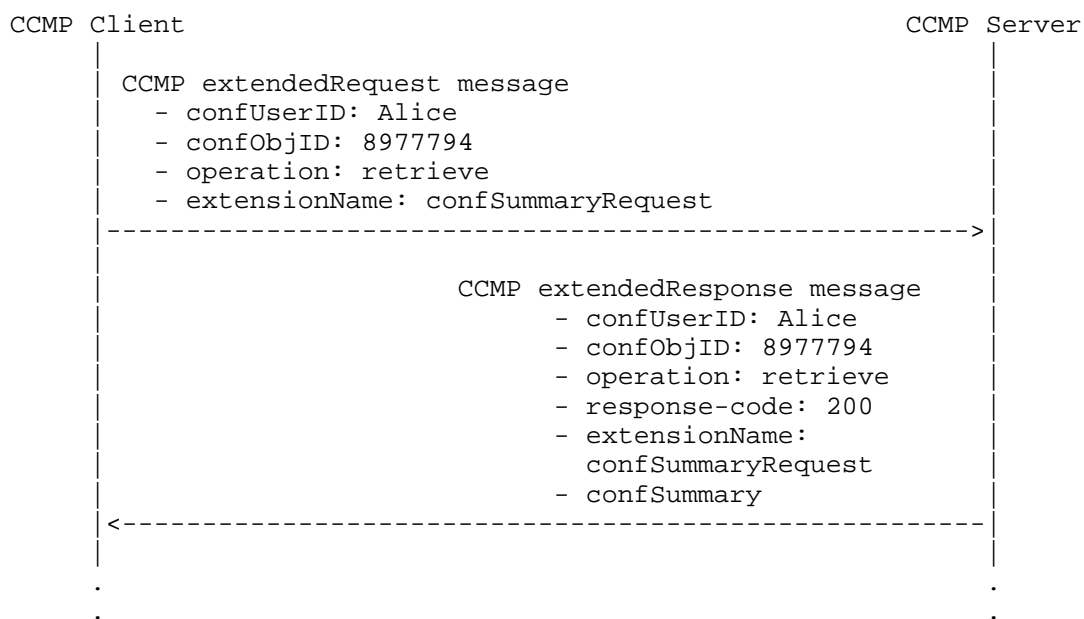 CCMP Client CCMP Server
CCMP extendedRequest message
- confUserID: Alice
- confObjID: 8977794
- operation: retrieve
- extensionName: confSummaryRequest
CCMP extendedResponse message
- confUserID: Alice
- confObjID: 8977794
- operation: retrieve
- response-code: 200
- extensionName:
confSummaryRequest
- confSummary